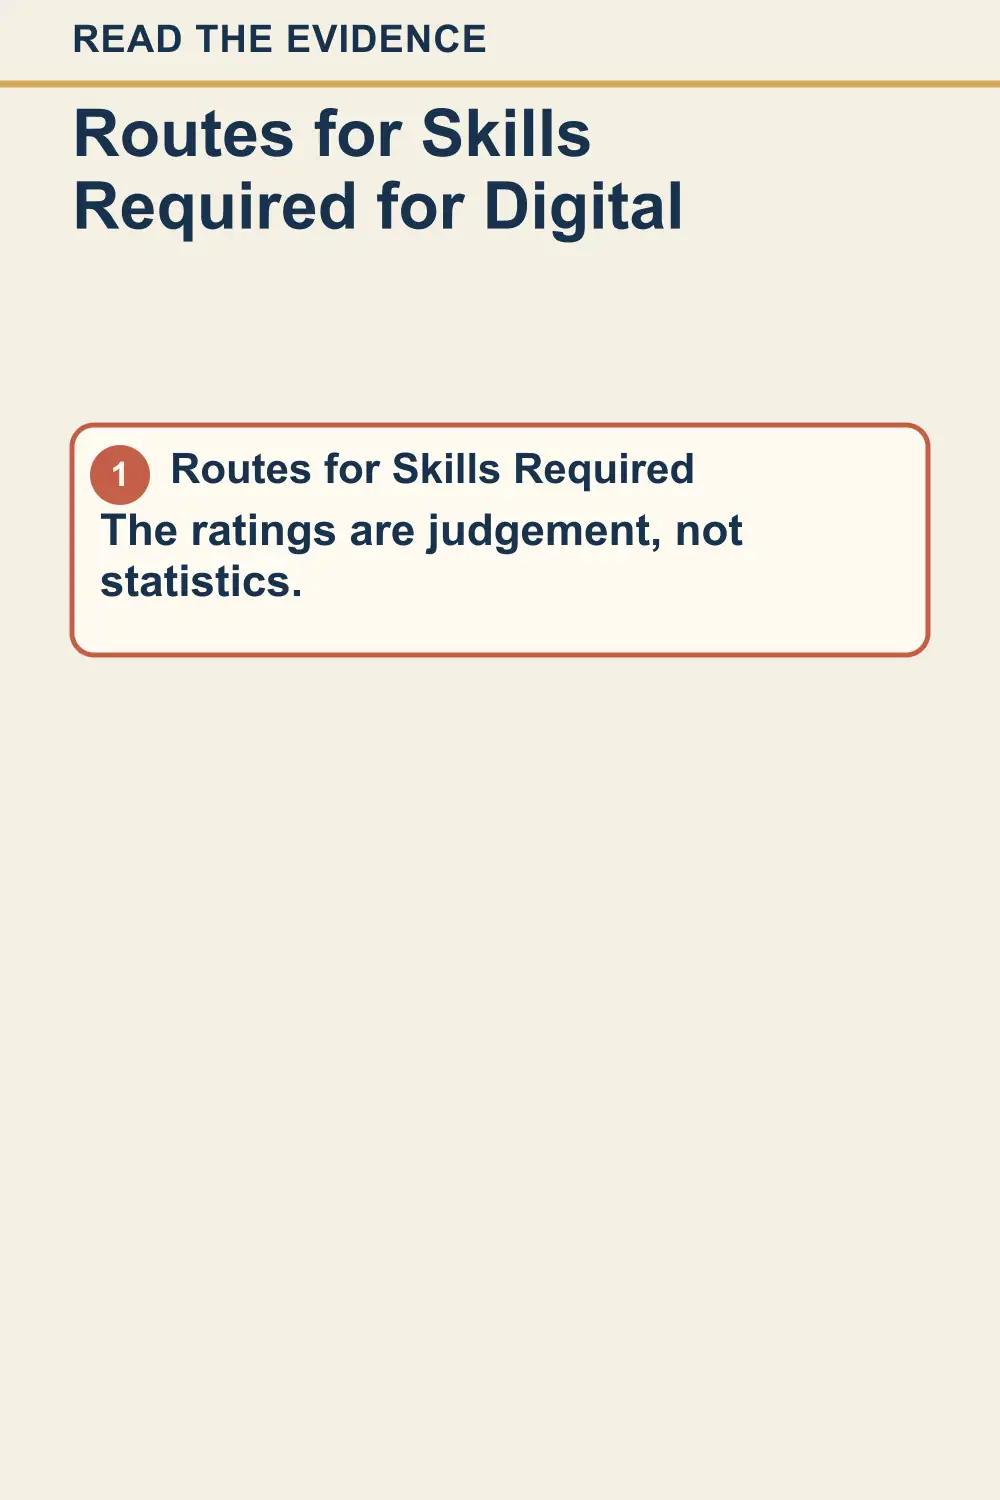 READ THE EVIDENCE
Routes for Skills
Required for Digital
1 Routes for Skills Required
The ratings are judgement, not
statistics.